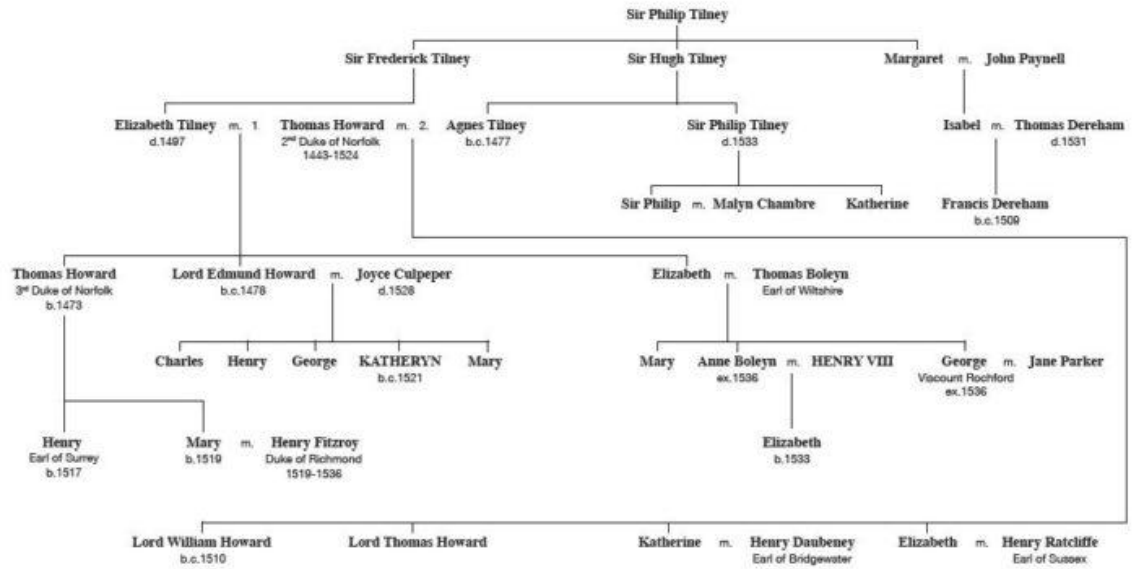 Sir Philip Tilney
Sir Frederick Tilney Sir Hugh Tilney Margaret m. John Paynell
Elizabeth Tilney m. 1. Thomas Howard m. 2. Agnes Tilney Sir Philip Tilney Isabel m. Thomas Dereham
d.1497 2nd Duke of Norfolk b.c.1477 d.1533 d.1531
1443-1524
Sir Philip m. Malyn Chambre Katherine Francis Dereham
b.c.1509
Thomas Howard Lord Edmund Howard m. Joyce Culpeper Elizabeth m. Thomas Boleyn
3rd Duke of Norfolk b.c.1478 d.1528 Earl of Wiltshire
b.1473
Charles Henry George KATHERYN Mary Mary Anne Boleyn m. HENRY VIII George m. Jane Parker
b.c.1521 ex.1536 Viscount Rochford
ex.1536
Henry Mary m. Henry Fitzroy Elizabeth
Earl of Surrey b.1519 Duke of Richmond b.1533
b.1517 1519-1536
Lord William Howard Lord Thomas Howard Katherine m. Henry Daubeney Elizabeth m. Henry Ratcliffe
b.c.1510 Earl of Bridgewater Earl of Sussex